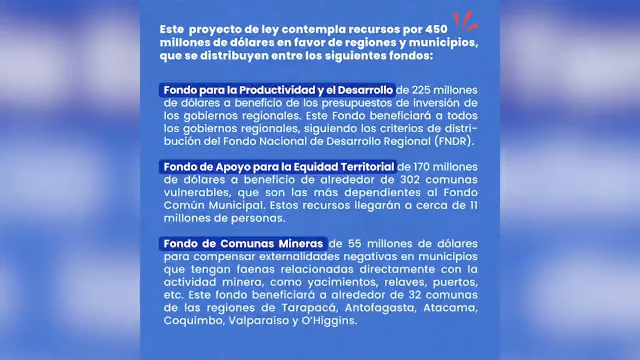 Este proyecto de ley contempla recursos por 450
millones de dólares en favor de regiones y municipios,
que se distribuyen entre los siguientes fondos:
Fondo para la Productividad y el Desarrollo de 225 millones
de dólares a beneficio de los presupuestos de inversión de
los gobiernos regionales. Este Fondo beneficiará a todos
los gobiernos regionales, siguiendo los criterios de distri-
bución del Fondo Nacional de Desarrollo Regional (FNDR).
Fondo de Apoyo para la Equidad Territorial de 170 millones
de dólares a beneficio de alrededor de 302 comunas
vulnerables, que son las más dependientes al Fondo
Común Municipal. Estos recursos llegarán a cerca de 11
millones de personas.
Fondo de Comunas Mineras de 55 millones de dólares
para compensar externalidades negativas en municipios
que tengan faenas relacionadas directamente con la
actividad minera, como yacimientos, relaves, puertos,
etc. Este fondo beneficiará a alrededor de 32 comunas
de las regiones de Tarapacá, Antofagasta, Atacama,
Coquimbo, Valparaíso y O'Higgins.